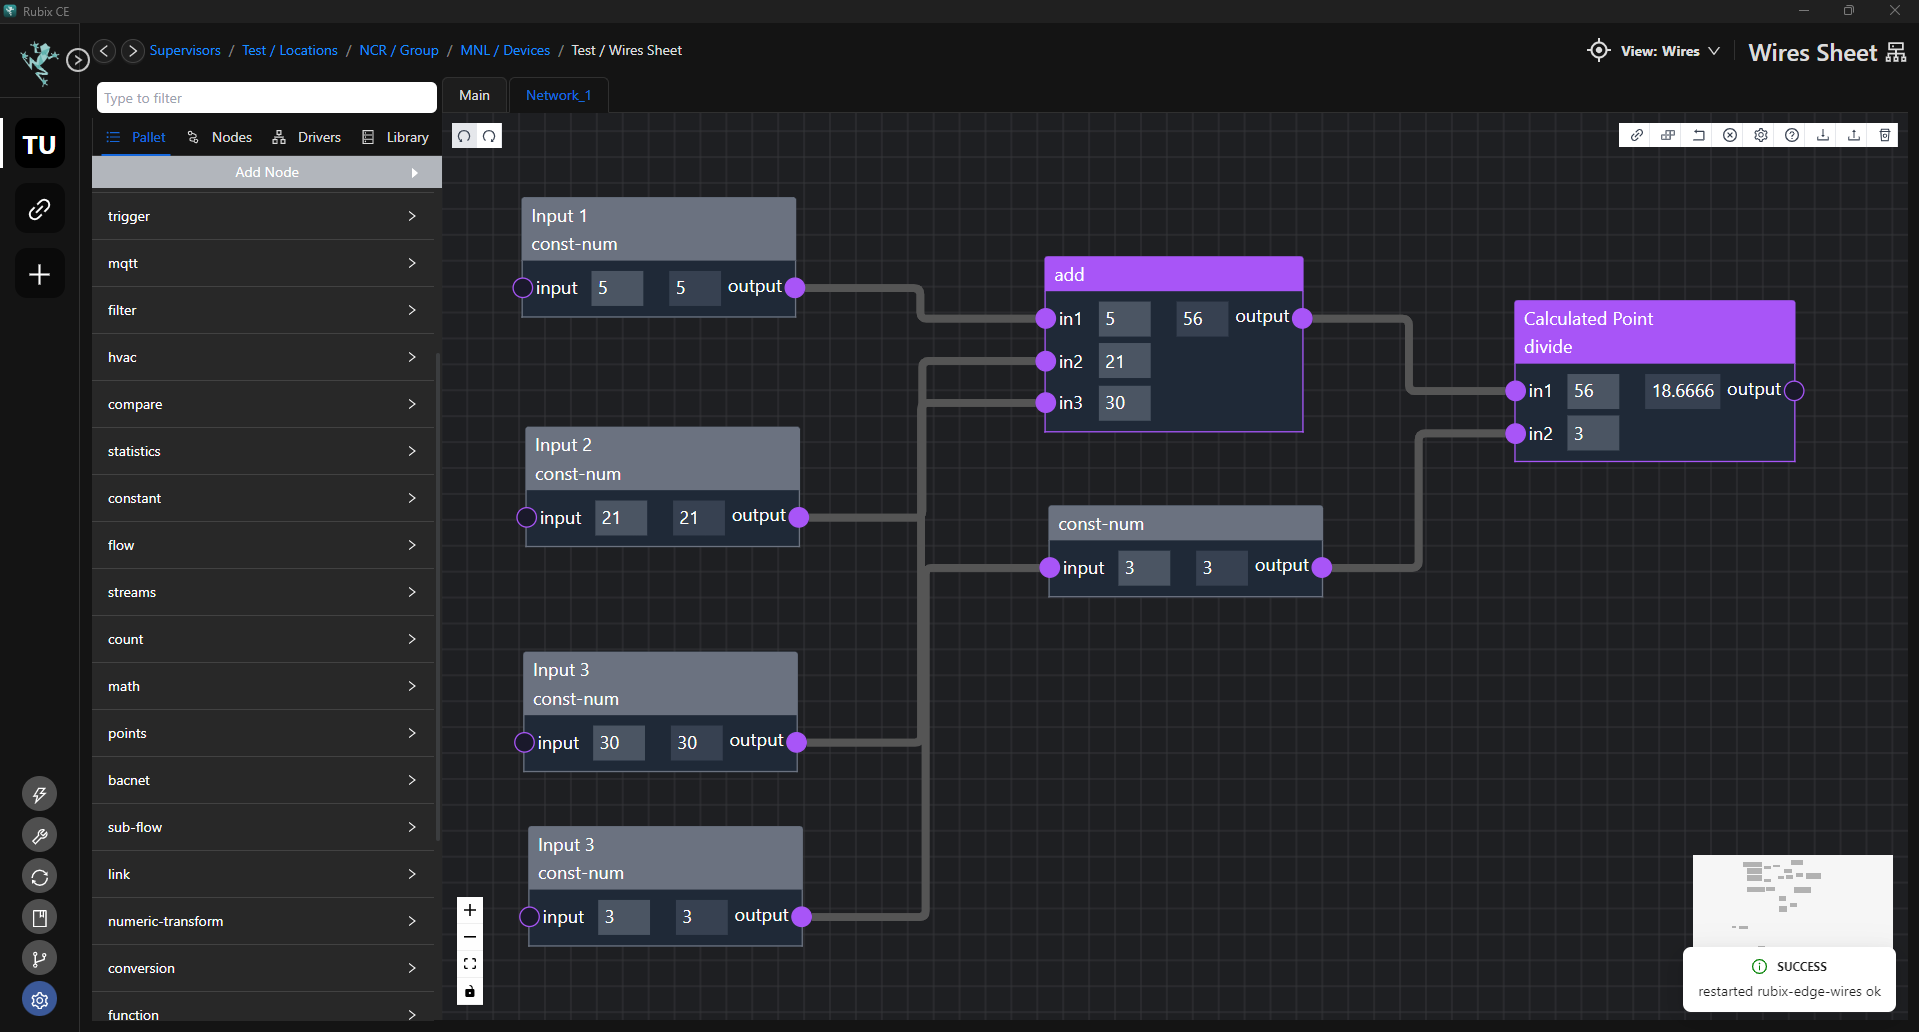 Rubix CE
Supervisors / Test / Locations / NCR / Group / MNL / Devices / Test / Wires Sheet
View: Wires
Wires Sheet
Type to filter
Main
Network_1
TU
Pallet
Nodes
Drivers
Library
Add Node
trigger
mqtt
filter
hvac
compare
statistics
constant
flow
streams
count
math
points
bacnet
sub-flow
link
numeric-transform
conversion
function
Input 1
const-num
input 5 5 output
Input 2
const-num
input 21 21 output
Input 3
const-num
input 30 30 output
Input 3
const-num
input 3 3 output
add
in1 5 56 output
in2 21
in3 30
const-num
input 3 3 output
Calculated Point
divide
in1 56 18.6666 output
in2 3
SUCCESS
restarted rubix-edge-wires ok